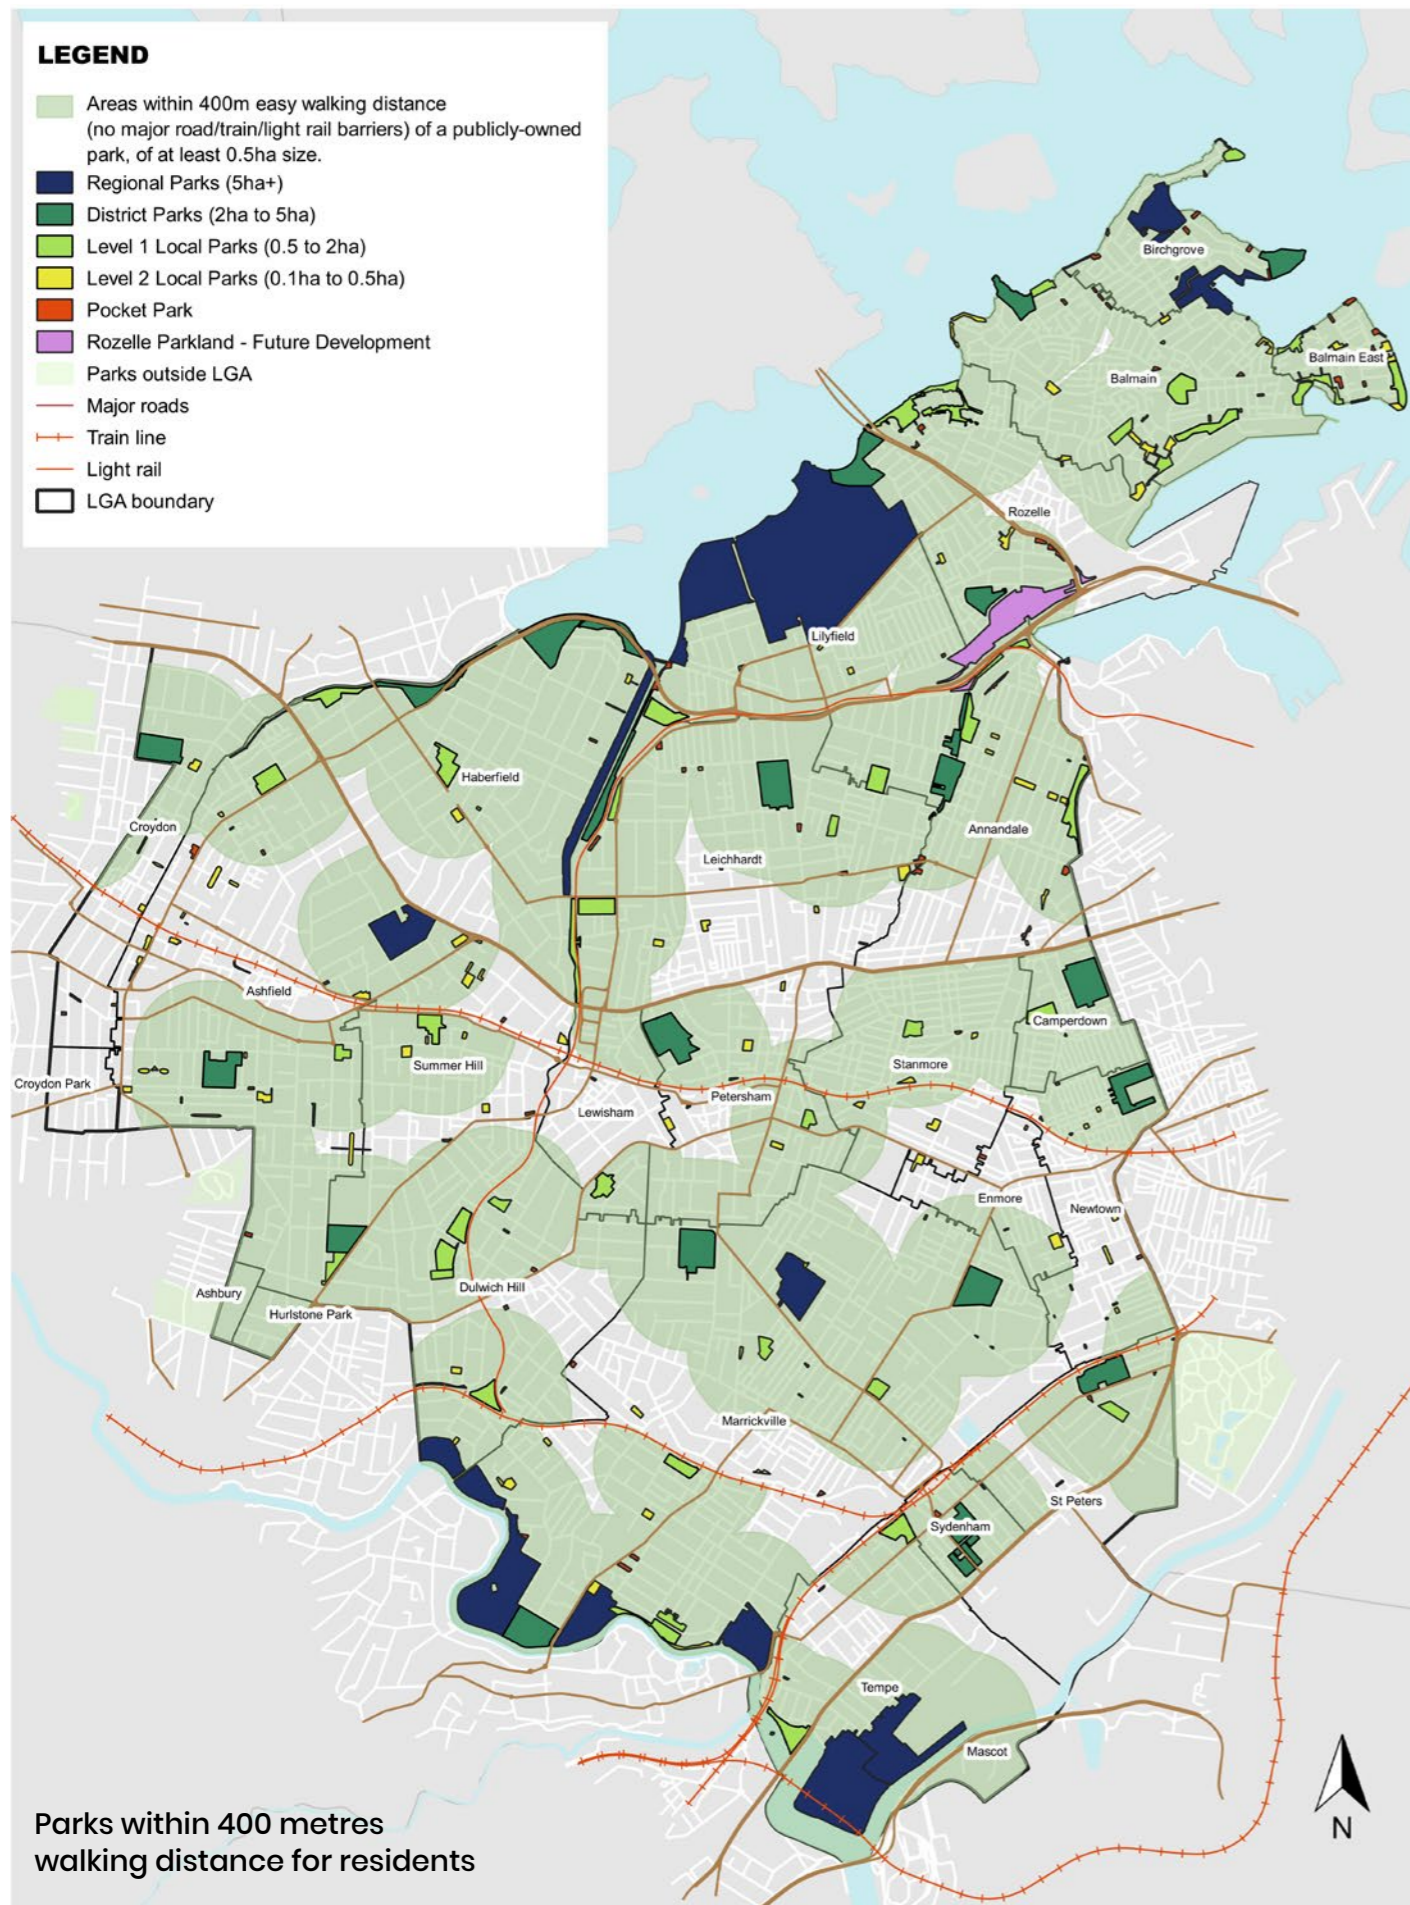 LEGEND
Areas within 400m easy walking distance
(no major road/train/light rail barriers) of a publicly-owned
park, of at least 0.5ha size.
Regional Parks (5ha+)
District Parks (2ha to 5ha)
Level 1 Local Parks (0.5 to 2ha)
Level 2 Local Parks (0.1ha to 0.5ha)
Pocket Park
Rozelle Parkland - Future Development
Parks outside LGA
Major roads
Train line
Light rail
LGA boundary
Birchgrove
Balmain East
Balmain
Rozelle
Lilyfield
Haberfield
Croydon
Annandale
Leichhardt
Ashfield
Camperdown
Summer Hill
Stanmore
Croydon Park
Petersham
Lewisham
Enmore
Newtown
Ashbury
Dulwich Hill
Hurlstone Park
Marrickville
St Peters
Sydenham
Tempe
Mascot
N
Parks within 400 metres
walking distance for residents